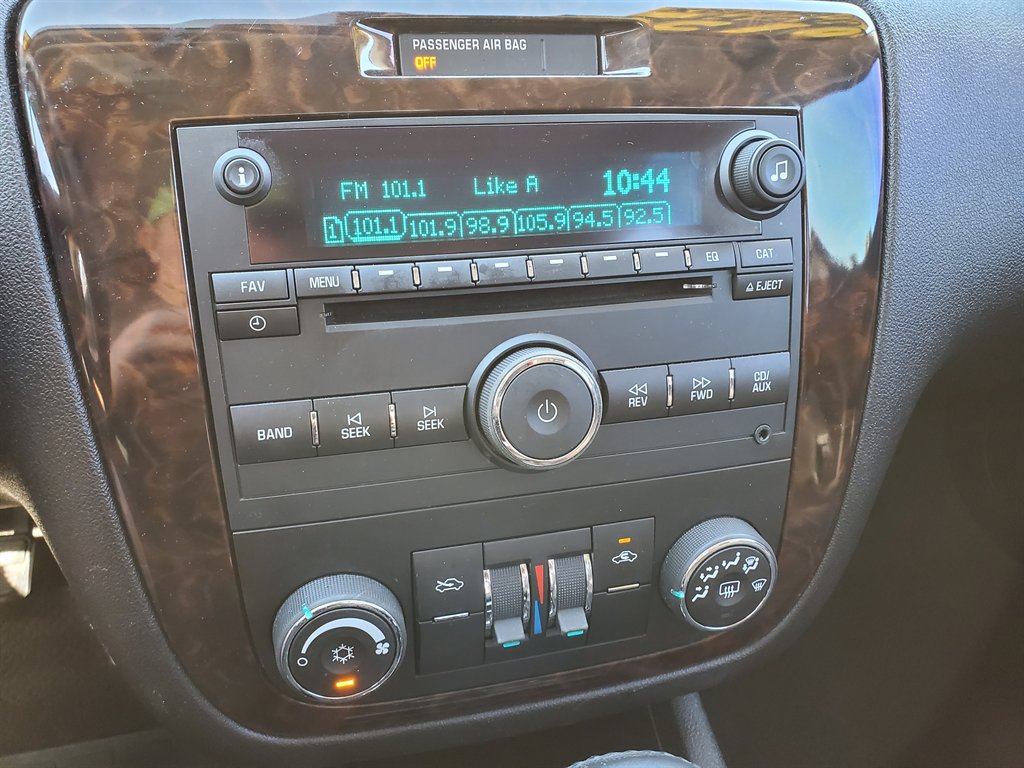 PASSENGER AIR BAG
OFF
i
FM 101.1 Like A 10:44
1 101.1 101.9 98.9 105.9 94.5 92.5
FAV MENU EQ CAT
EJECT
BAND SEEK SEEK REV FWD CD/
AUX